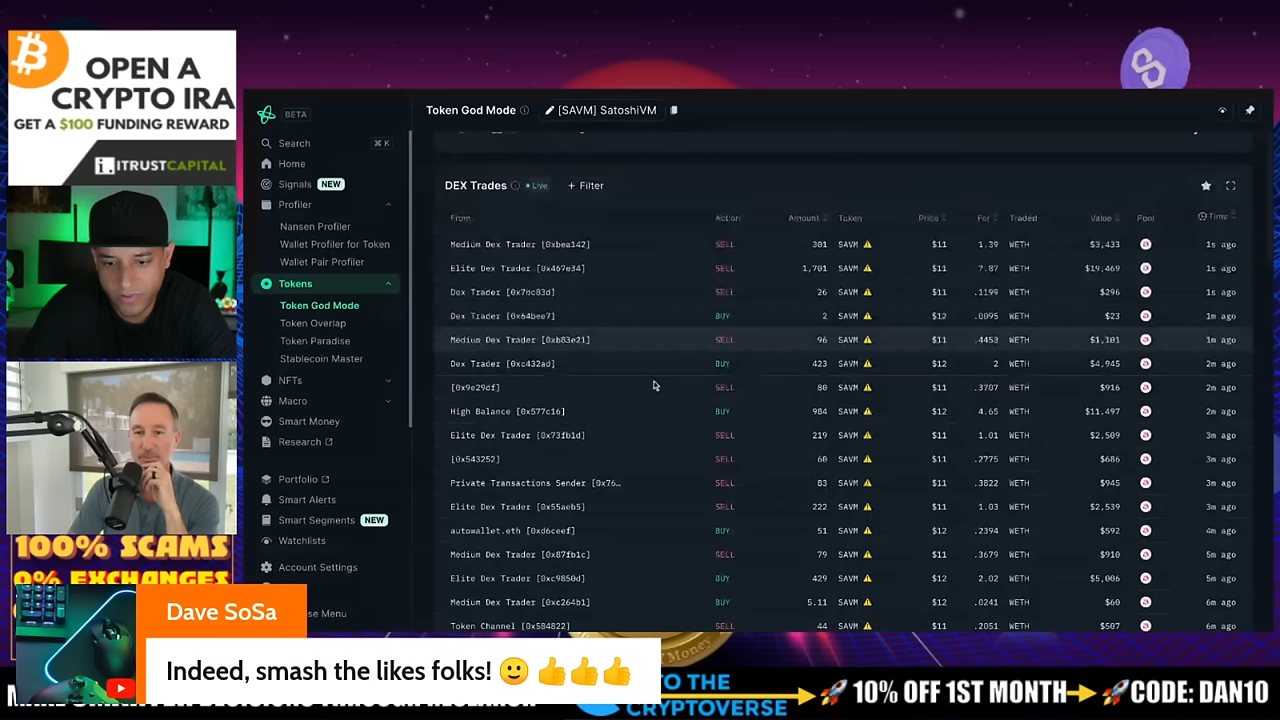 OPEN A
CRYPTO IRA
GET A $100 FUNDING REWARD
i. iTRUSTCAPITAL
100% SCAMS
0% EXCHANGES
BETA
Search ⌘ K
Home
Signals NEW
Profiler
Nansen Profiler
Wallet Profiler for Token
Wallet Pair Profiler
Tokens
Token God Mode
Token Overlap
Token Paradise
Stablecoin Master
NFTs
Macro
Smart Money
Research
Portfolio
Smart Alerts
Smart Segments NEW
Watchlists
Account Settings
Menu
Token God Mode [SAVM] SatoshiVM
DEX Trades Live + Filter
From Action Amount Token Price For Traded Value Pool Time
Medium Dex Trader [0xbea342] SELL 301 SAVM $11 1.39 WETH $3,433 1s ago
Elite Dex Trader [0x467e34] SELL 1,701 SAVM $11 7.87 WETH $19,469 1s ago
Dex Trader [0x7bc83d] SELL 26 SAVM $11 .1199 WETH $296 1s ago
Dex Trader [0x64bee7] BUY 2 SAVM $12 .0095 WETH $23 1m ago
Medium Dex Trader [0xb83e21] SELL 96 SAVM $11 .4453 WETH $1,101 1m ago
Dex Trader [0xc432ad] BUY 423 SAVM $12 2 WETH $4,945 2m ago
[0x9e29df] SELL 80 SAVM $11 .3707 WETH $916 2m ago
High Balance [0x577c16] BUY 984 SAVM $12 4.65 WETH $11,497 2m ago
Elite Dex Trader [0x73fb1d] SELL 219 SAVM $11 1.01 WETH $2,509 3m ago
[0x543252] SELL 60 SAVM $11 .2775 WETH $686 3m ago
Private Transactions Sender [0x76… SELL 83 SAVM $11 .3822 WETH $945 3m ago
Elite Dex Trader [0x55aeb5] SELL 222 SAVM $11 1.03 WETH $2,539 3m ago
autowallet.eth [0xd6ceef] BUY 51 SAVM $12 .2394 WETH $592 4m ago
Medium Dex Trader [0x87fb1c] SELL 79 SAVM $11 .3679 WETH $910 5m ago
Elite Dex Trader [0xc9850d] BUY 429 SAVM $12 2.02 WETH $5,006 5m ago
Medium Dex Trader [0xc264b1] BUY 5.11 SAVM $12 .0241 WETH $60 6m ago
Token Channel [0x584822] SELL 44 SAVM $11 .2051 WETH $507 6m ago
Dave SoSa
Indeed, smash the likes folks! 🙂 👍👍👍
TO THE
CRYPTOVERSE
🚀 10% OFF 1ST MONTH
🚀CODE: DAN10